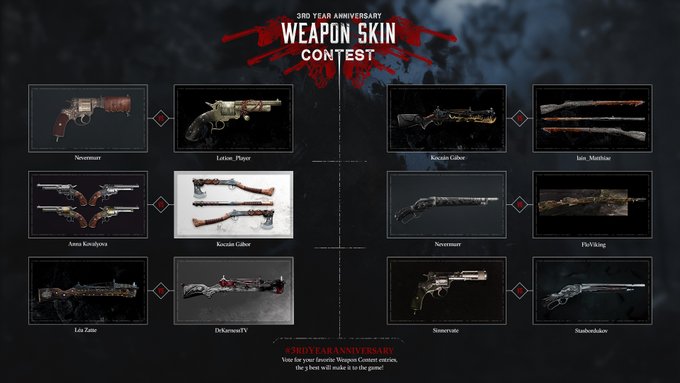 3RD YEAR ANNIVERSARY
WEAPON SKIN
CONTEST
Nevermurr
Lotion_Player
Koczán Gábor
Iain_Matthiae
Anna Kovalyova
Koczán Gábor
Nevermurr
FloViking
Léa Zatte
DrKarnessTV
Sinnervate
Stasbordukov
#3RDYEARANNIVERSARY
Vote for your favorite Weapon Contest entries,
the 3 best will make it to the game!